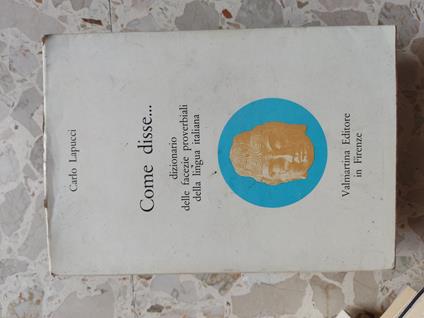 Carlo Lapucci
Come disse...
dizionario
delle facezie proverbiali
della lingua italiana
Valmartina Editore
in Firenze